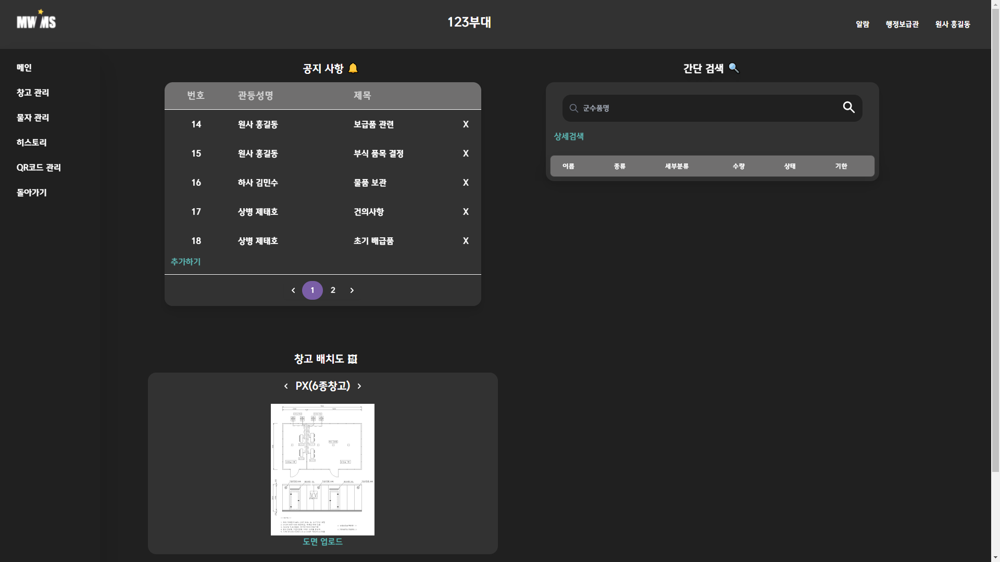 MWMS
123부대
알람 행정보급관 원사 홍길동
메인
창고 관리
물자 관리
히스토리
QR코드 관리
돌아가기
공지 사항
번호 관등성명 제목
14 원사 홍길동 보급품 관련 X
15 원사 홍길동 부식 품목 결정 X
16 하사 김민수 물품 보관 X
17 상병 제태호 건의사항 X
18 상병 제태호 초기 배급품 X
추가하기
1 2
간단 검색
군수품명
상세검색
이름 종류 세부분류 수량 상태 기한
창고 배치도
PX(6종창고)
도면 업로드